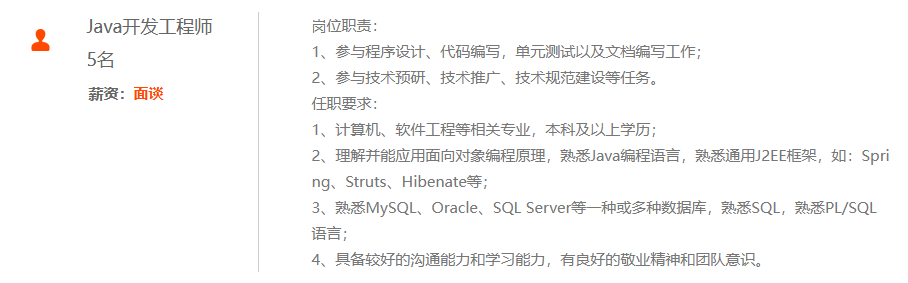 Java开发工程师
5名
薪资：面谈
岗位职责：
1、参与程序设计、代码编写，单元测试以及文档编写工作；
2、参与技术预研、技术推广、技术规范建设等任务。
任职要求：
1、计算机、软件工程等相关专业，本科及以上学历；
2、理解并能应用面向对象编程原理，熟悉Java编程语言，熟悉通用J2EE框架，如：Spri
ng、Struts、Hibenate等；
3、熟悉MySQL、Oracle、SQL Server等一种或多种数据库，熟悉SQL，熟悉PL/SQL
语言；
4、具备较好的沟通能力和学习能力，有良好的敬业精神和团队意识。